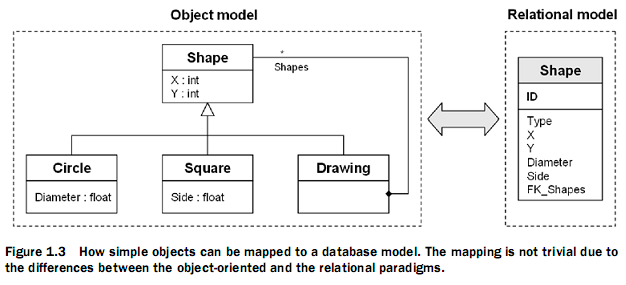 Object model
Relational model
Shape
X : int
Y : int
*
Shapes
Circle
Diameter : float
Square
Side : float
Drawing
Shape
ID
Type
X
Y
Diameter
Side
FK_Shapes
Figure 1.3 How simple objects can be mapped to a database model. The mapping is not trivial due to
the differences between the object-oriented and the relational paradigms.